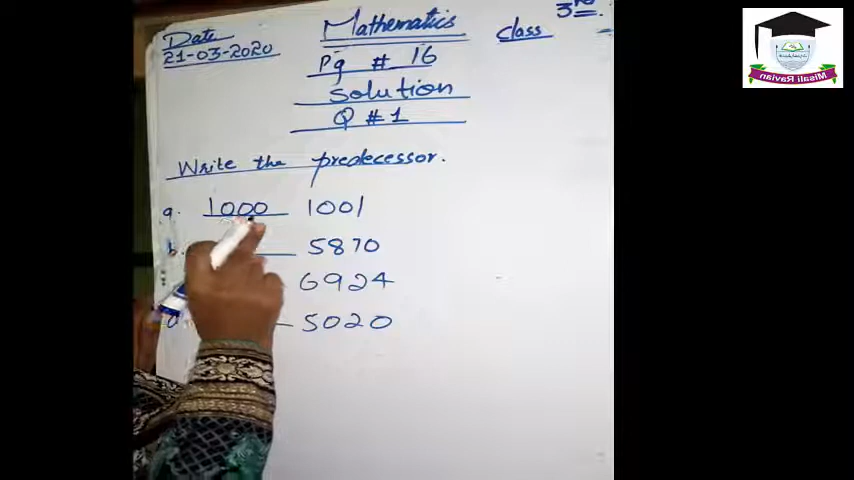 Date
21-03-2020
Mathematics
class 3rd.
Pg # 16
Solution
Q # 1
Write the predecessor.
a. 1000 1001
b. 5870
6924
d 5020
Misali Ravian